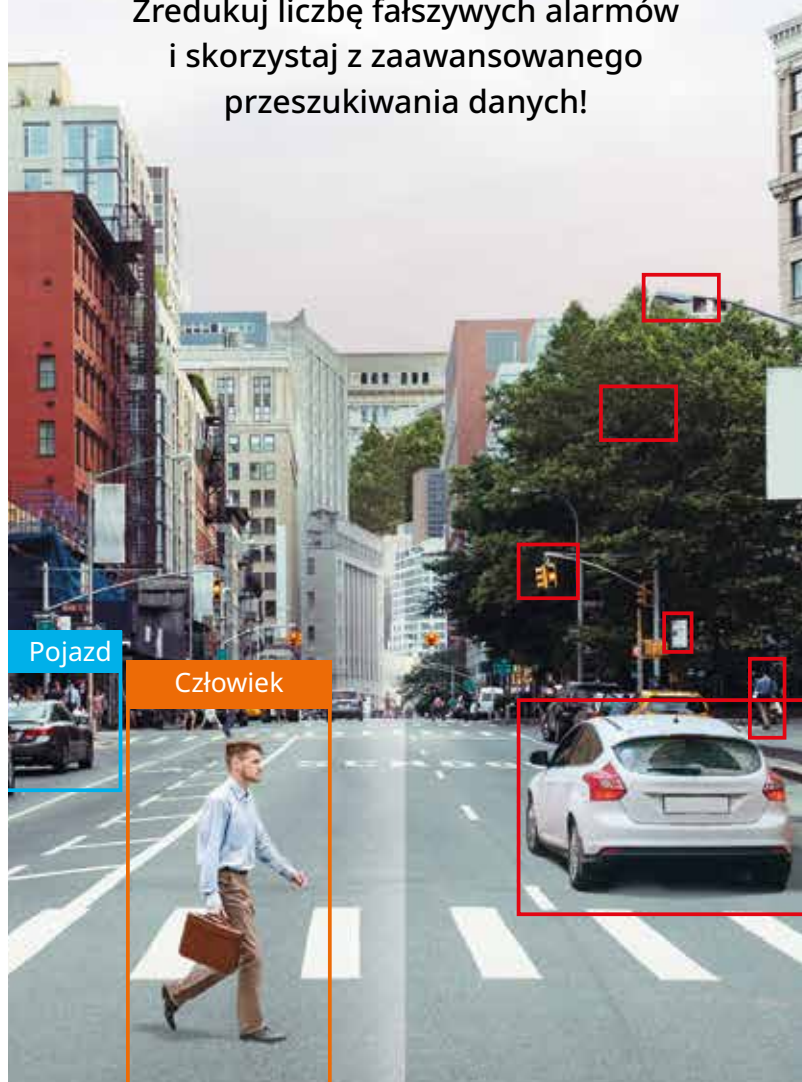 Zredukuj liczbę fałszywych alarmów
i skorzystaj z zaawansowanego
przeszukiwania danych!
Pojazd
Człowiek